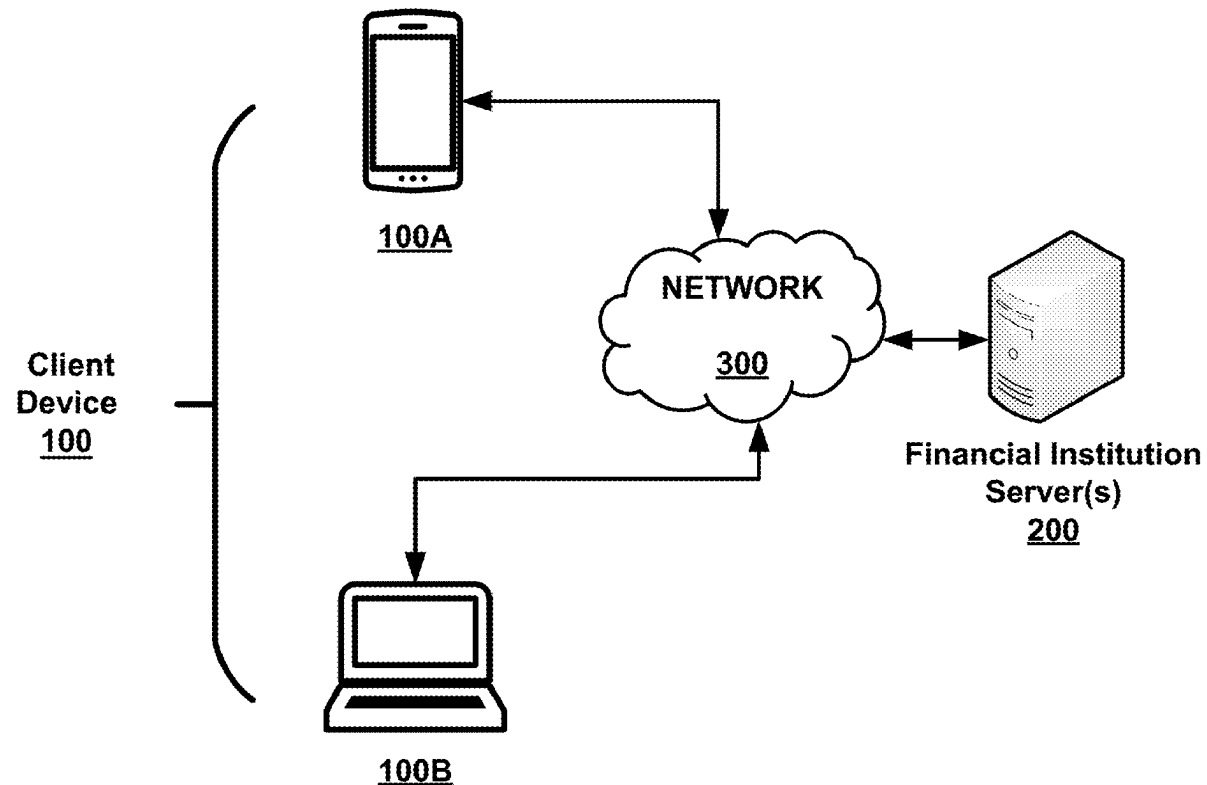 100A
NETWORK
300
Client
Device
100
Financial Institution
Server(s)
200
100B